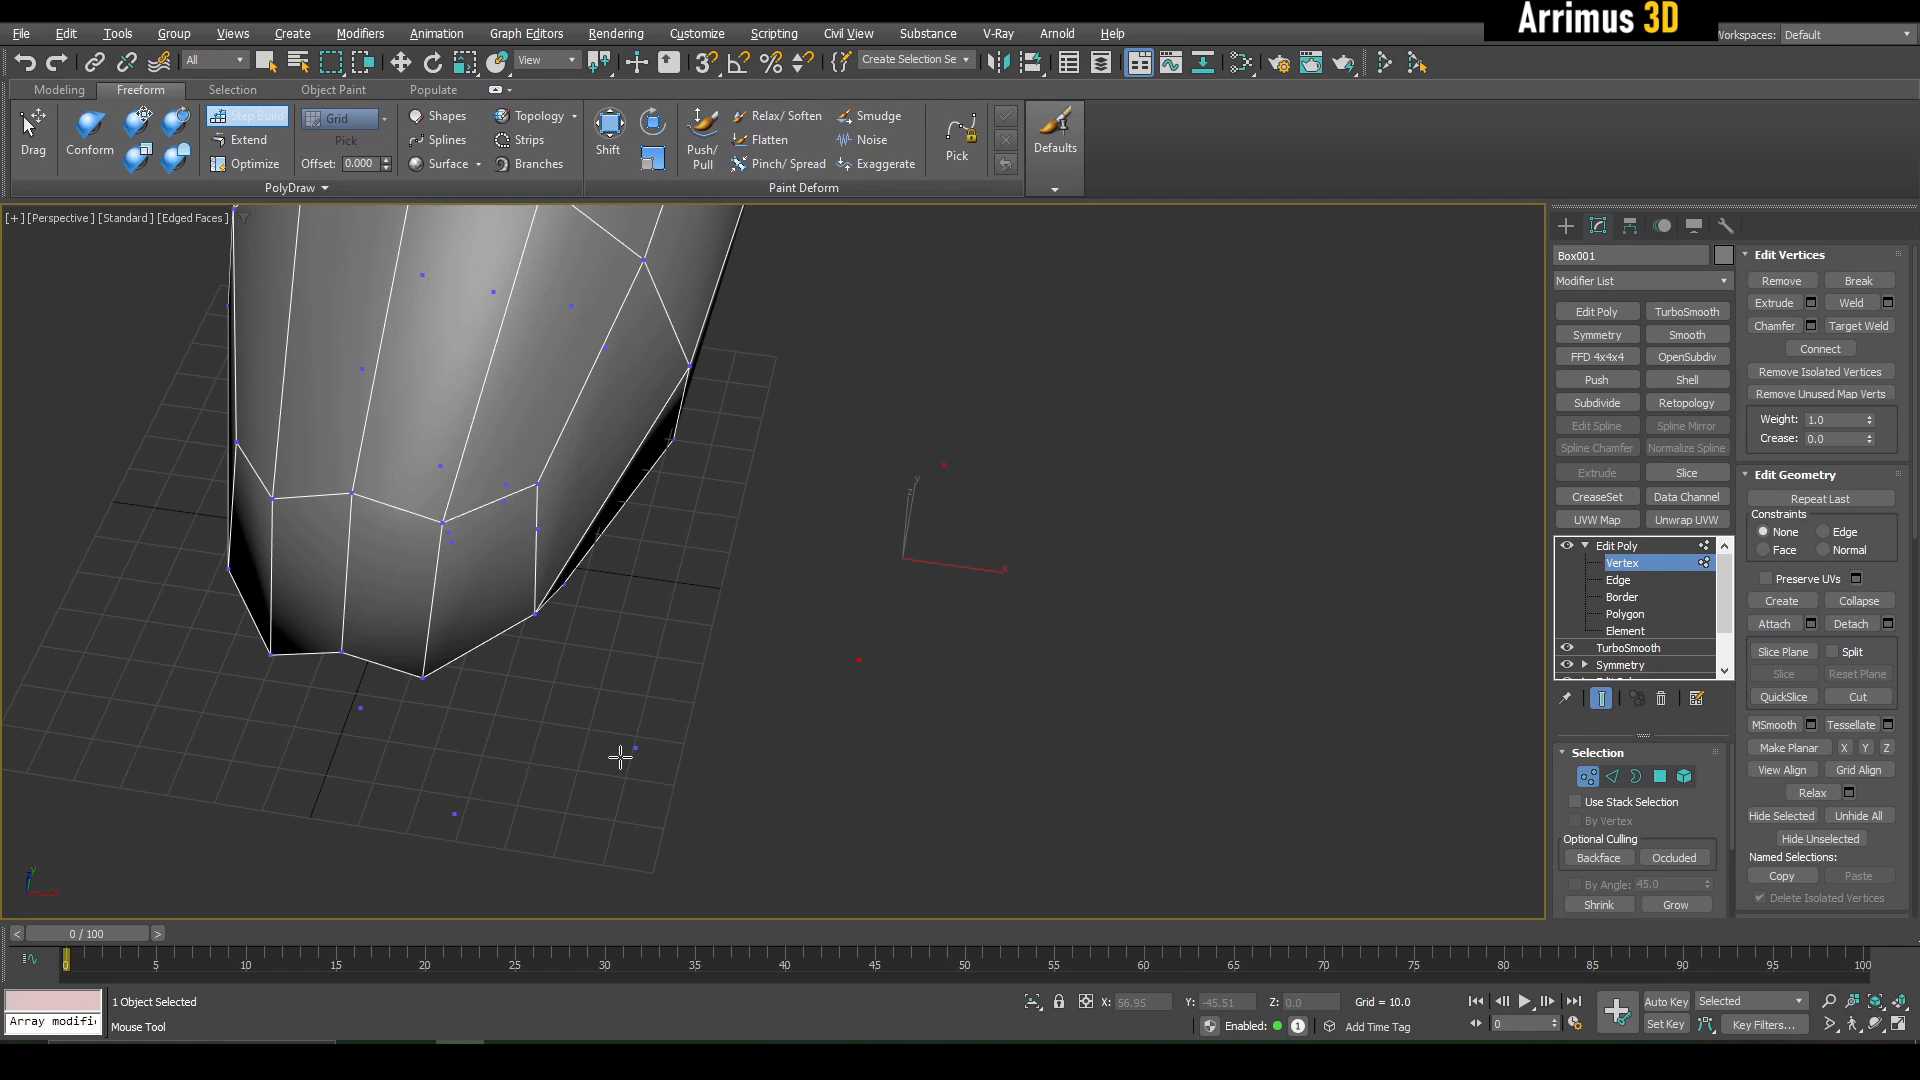 Arrimus 3D
File Edit Tools Group Views Create Modifiers Animation Graph Editors Rendering Customize Scripting Civil View Substance V-Ray Arnold Help
Workspaces: Default
All View Create Selection Se
Modeling Freeform Selection Object Paint Populate
Drag Conform Step Build Extend Optimize
Grid Pick Offset: 0.000
Shapes Splines Surface
Topology Strips Branches
PolyDraw
Shift Push/ Pull
Relax/ Soften Flatten Pinch/ Spread
Smudge Noise Exaggerate
Pick
Paint Deform
Defaults
[+] [Perspective] [Standard] [Edged Faces]
y
z
x
Box001
Modifier List
Edit Poly TurboSmooth
Symmetry Smooth
FFD 4x4x4 OpenSubdiv
Push Shell
Subdivide Retopology
Edit Spline Spline Mirror
Spline Chamfer Normalize Spline
Extrude Slice
CreaseSet Data Channel
UVW Map Unwrap UVW
Edit Poly
Vertex
Edge
Border
Polygon
Element
TurboSmooth
Symmetry
Selection
Use Stack Selection
By Vertex
Optional Culling
Backface Occluded
By Angle: 45.0
Shrink Grow
Edit Vertices
Remove Break
Extrude Weld
Chamfer Target Weld
Connect
Remove Isolated Vertices
Remove Unused Map Verts
Weight: 1.0
Crease: 0.0
Edit Geometry
Repeat Last
Constraints
None Edge
Face Normal
Preserve UVs
Create Collapse
Attach Detach
Slice Plane Split
Slice Reset Plane
QuickSlice Cut
MSmooth Tessellate
Make Planar X Y Z
View Align Grid Align
Relax
Hide Selected Unhide All
Hide Unselected
Named Selections:
Copy Paste
Delete Isolated Vertices
< 0 / 100 >
0 5 10 15 20 25 30 35 40 45 50 55 60 65 70 75 80 85 90 95 100
1 Object Selected
X: 56.95 Y: -45.51 Z: 0.0 Grid = 10.0
Auto Key Selected
Array modifi
Mouse Tool
Enabled: 1 Add Time Tag
0
Set Key Key Filters...